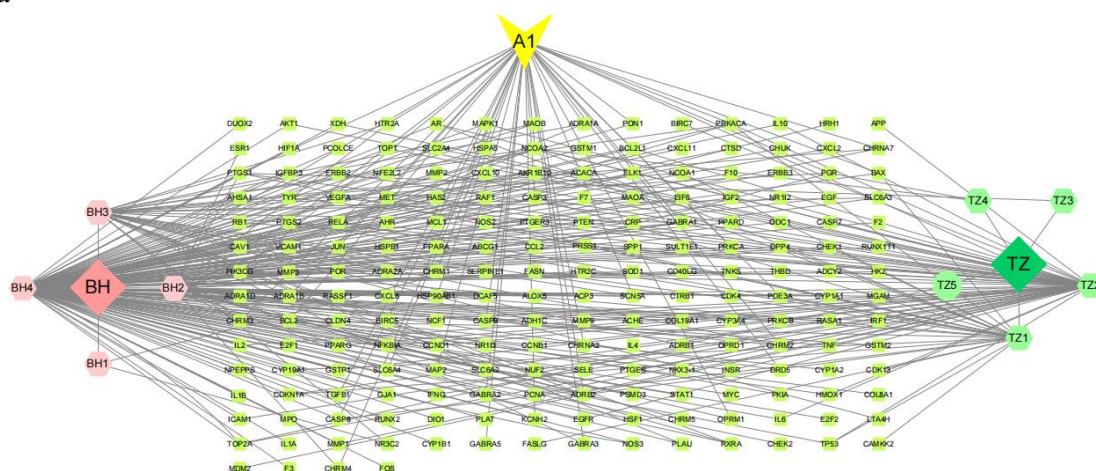 A1
DUOX2 AKT1 XDH HTR2A AR MAPK1 MAOB ADRA1A PON1 BIRC7 PRKACA IL10 HRH1 APP
ESR1 HIF1A PCOLCE TOP1 SLC2A4 HSPA5 NCOA2 GSTM1 BCL2L1 CXCL11 CTSD CHUK CXCL2 CHRNA7
PTGS1 IGFBP3 ERBB2 NFE2L2 MMP2 CXCL10 AKR1B10 ACACA ELK1 NCOA1 F10 ERBB3 PGR BAX
AHSA1 TYR VEGFA MET HAS2 RAF1 CASP3 F7 MAOA EIF6 IGF2 NR1I2 EGF SLC6A3 TZ4 TZ3
BH3 RB1 PTGS2 RELA AHR MCL1 NOS2 PTGER3 PTEN CRP GABRA1 PPARD ODC1 CASP7 F2
CAV1 VCAM1 JUN HSPB1 PPARA ABCG1 CCL2 PRSS1 SPP1 SULT1E1 PRKCA DPP4 CHEK1 RUNX1T1
PIK3CG MMP3 POR ADRA2A CHRM1 SERPINE1 FASN HTR2C SOD1 CD40LG TNKS THBD ADCY2 HK2 TZ
BH4 BH BH2 ADRA1D ADRA1B RASSF1 CXCL8 HSP90AB1 DCAF5 ALOX5 ACP3 SCN5A CTRB1 CDK4 PDE3A CYP1A1 MGAM TZ5 TZ2
CHRM3 BCL2 CLDN4 BIRC5 NCF1 CASP9 ADH1C MMP9 ACHE COL19A1 CYP3A4 PRKCB RASA1 IRF1
IL2 E2F1 PPARG NFKBIA CCND1 NR1I3 CCNB1 CHRNA2 IL4 ADRB1 OPRD1 CHRM2 TNF GSTM2 TZ1
BH1 NPEPPS CYP19A1 GSTP1 SLC6A4 MAP2 SLC6A2 NUF2 SELE PTGES NKX3-1 INSR DRD5 CYP1A2 CDK13
IL1B CDKN1A TGFB1 GJA1 IFNG GABRA2 PCNA ADRB2 PSMD3 STAT1 MYC PKIA HMOX1 COL8A1
ICAM1 MPO CASP8 RUNX2 DIO1 PLAT KCNH2 EGFR HSF1 CHRM5 OPRM1 IL6 E2F2 LTA4H
TOP2A IL1A MMP1 NR3C2 CYP1B1 GABRA5 FASLG GABRA3 NOS3 PLAU RXRA CHEK2 TP53 CAMKK2
MDM2 F3 CHRM4 FOS